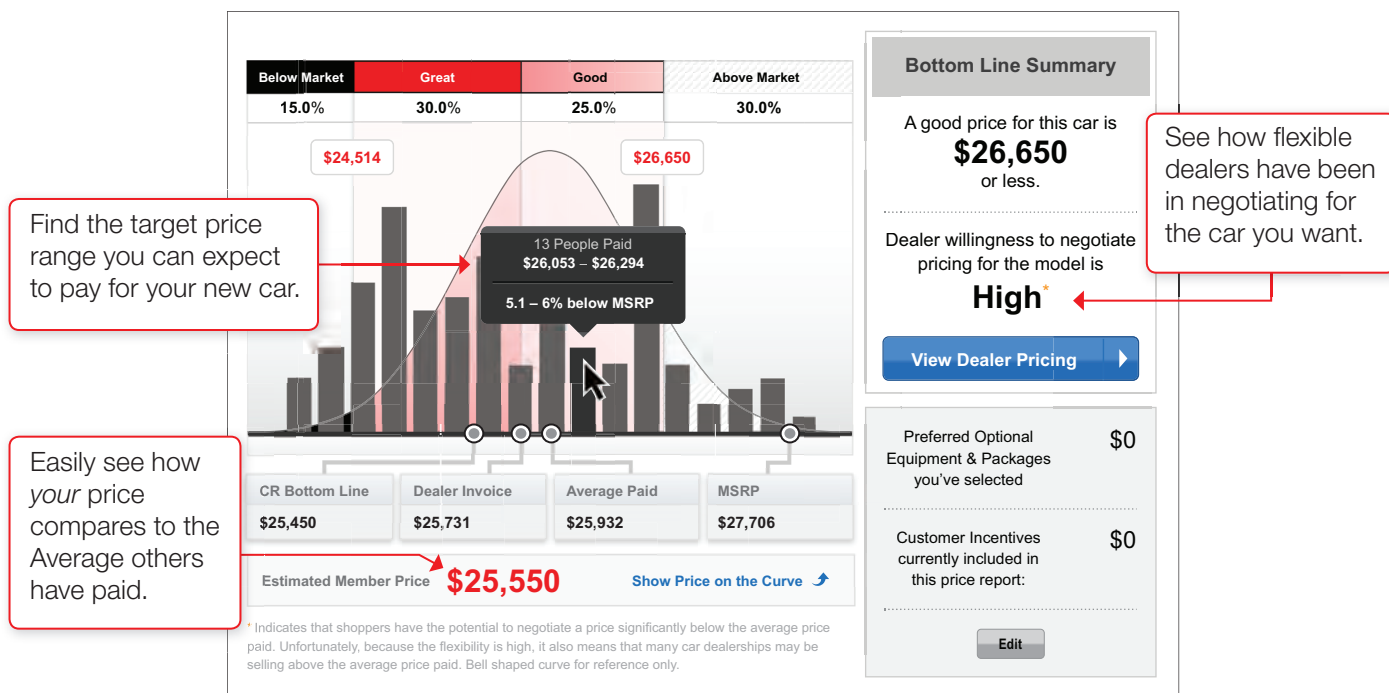 Below Market
Great
Good
Above Market
15.0%
30.0%
25.0%
30.0%
$24,514
$26,650
13 People Paid
$26,053 – $26,294
5.1 – 6% below MSRP
Find the target price
range you can expect
to pay for your new car.
Easily see how
your price
compares to the
Average others
have paid.
CR Bottom Line
$25,450
Dealer Invoice
$25,731
Average Paid
$25,932
MSRP
$27,706
Estimated Member Price
$25,550
Show Price on the Curve
* Indicates that shoppers have the potential to negotiate a price significantly below the average price
paid. Unfortunately, because the flexibility is high, it also means that many car dealerships may be
selling above the average price paid. Bell shaped curve for reference only.
Bottom Line Summary
A good price for this car is
$26,650
or less.
Dealer willingness to negotiate
pricing for the model is
High*
View Dealer Pricing
See how flexible
dealers have been
in negotiating for
the car you want.
Preferred Optional
Equipment & Packages
you've selected
$0
Customer Incentives
currently included in
this price report:
$0
Edit